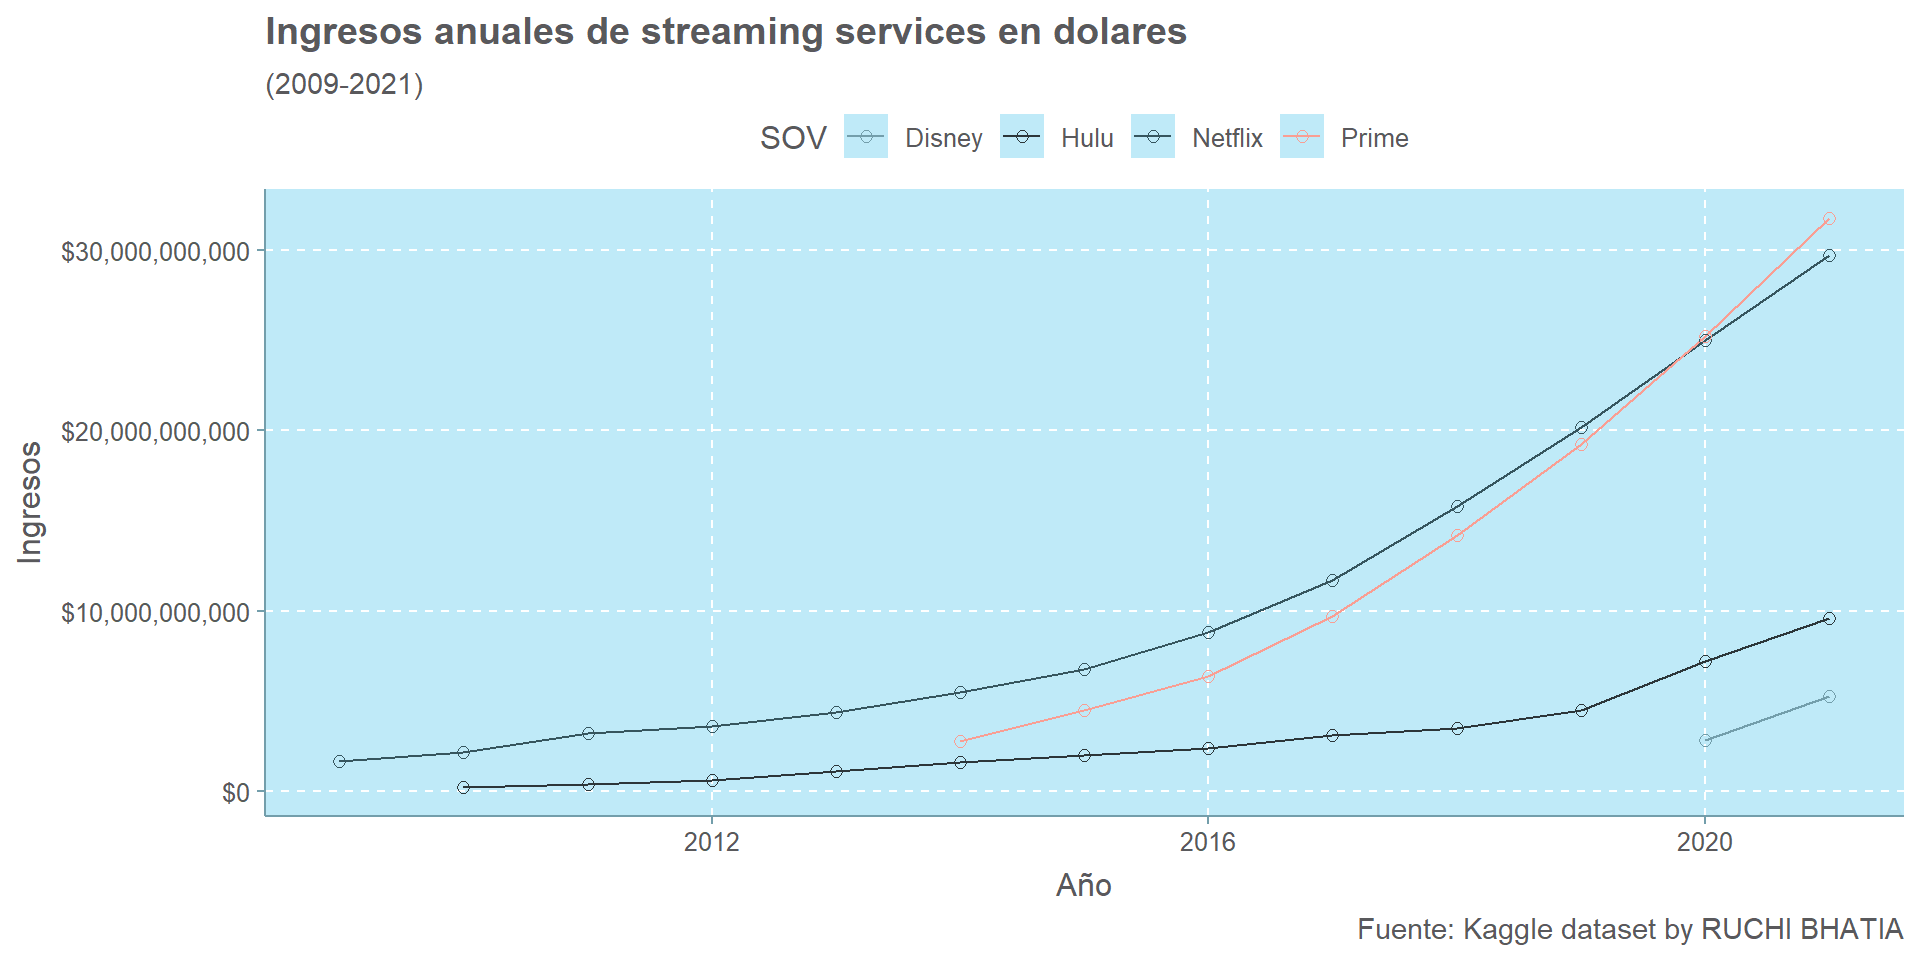 Ingresos anuales de streaming services en dolares
(2009-2021)
SOV Disney Hulu Netflix Prime
Ingresos
$30,000,000,000
$20,000,000,000
$10,000,000,000
$0
2012 2016 2020
Año
Fuente: Kaggle dataset by RUCHI BHATIA